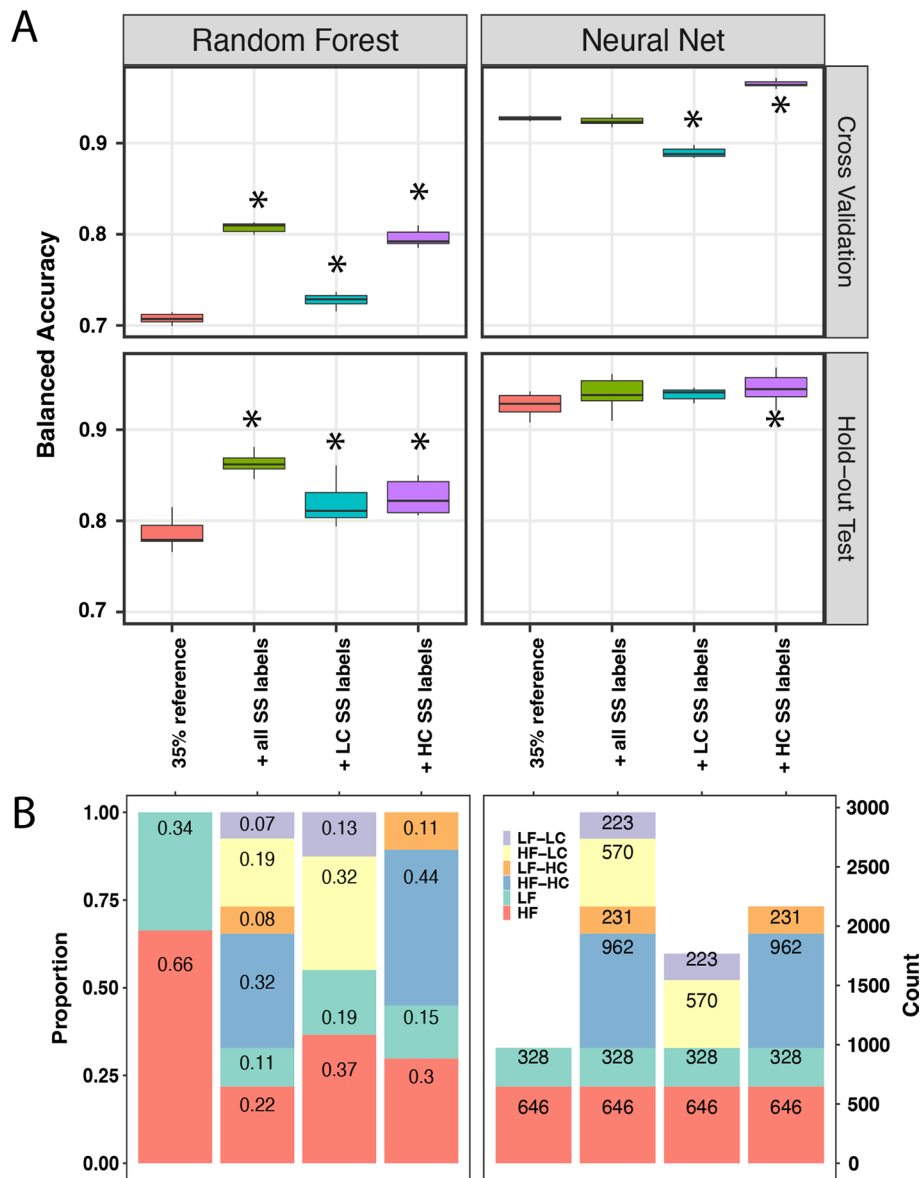 A
Random Forest
Neural Net
Balanced Accuracy
0.9
0.8
0.7
*
*
*
*
*
Cross Validation
0.9
0.8
0.7
*
*
*
*
Hold-out Test
35% reference
+ all SS labels
+ LC SS labels
+ HC SS labels
35% reference
+ all SS labels
+ LC SS labels
+ HC SS labels
B
Proportion
1.00
0.75
0.50
0.25
0.00
0.34
0.66
0.07
0.19
0.08
0.32
0.11
0.22
0.13
0.32
0.19
0.37
0.11
0.44
0.15
0.3
LF-LC
HF-LC
LF-HC
HF-HC
LF
HF
328
646
223
570
231
962
328
646
223
570
328
646
231
962
328
646
3000
2500
2000
1500
1000
500
0
Count